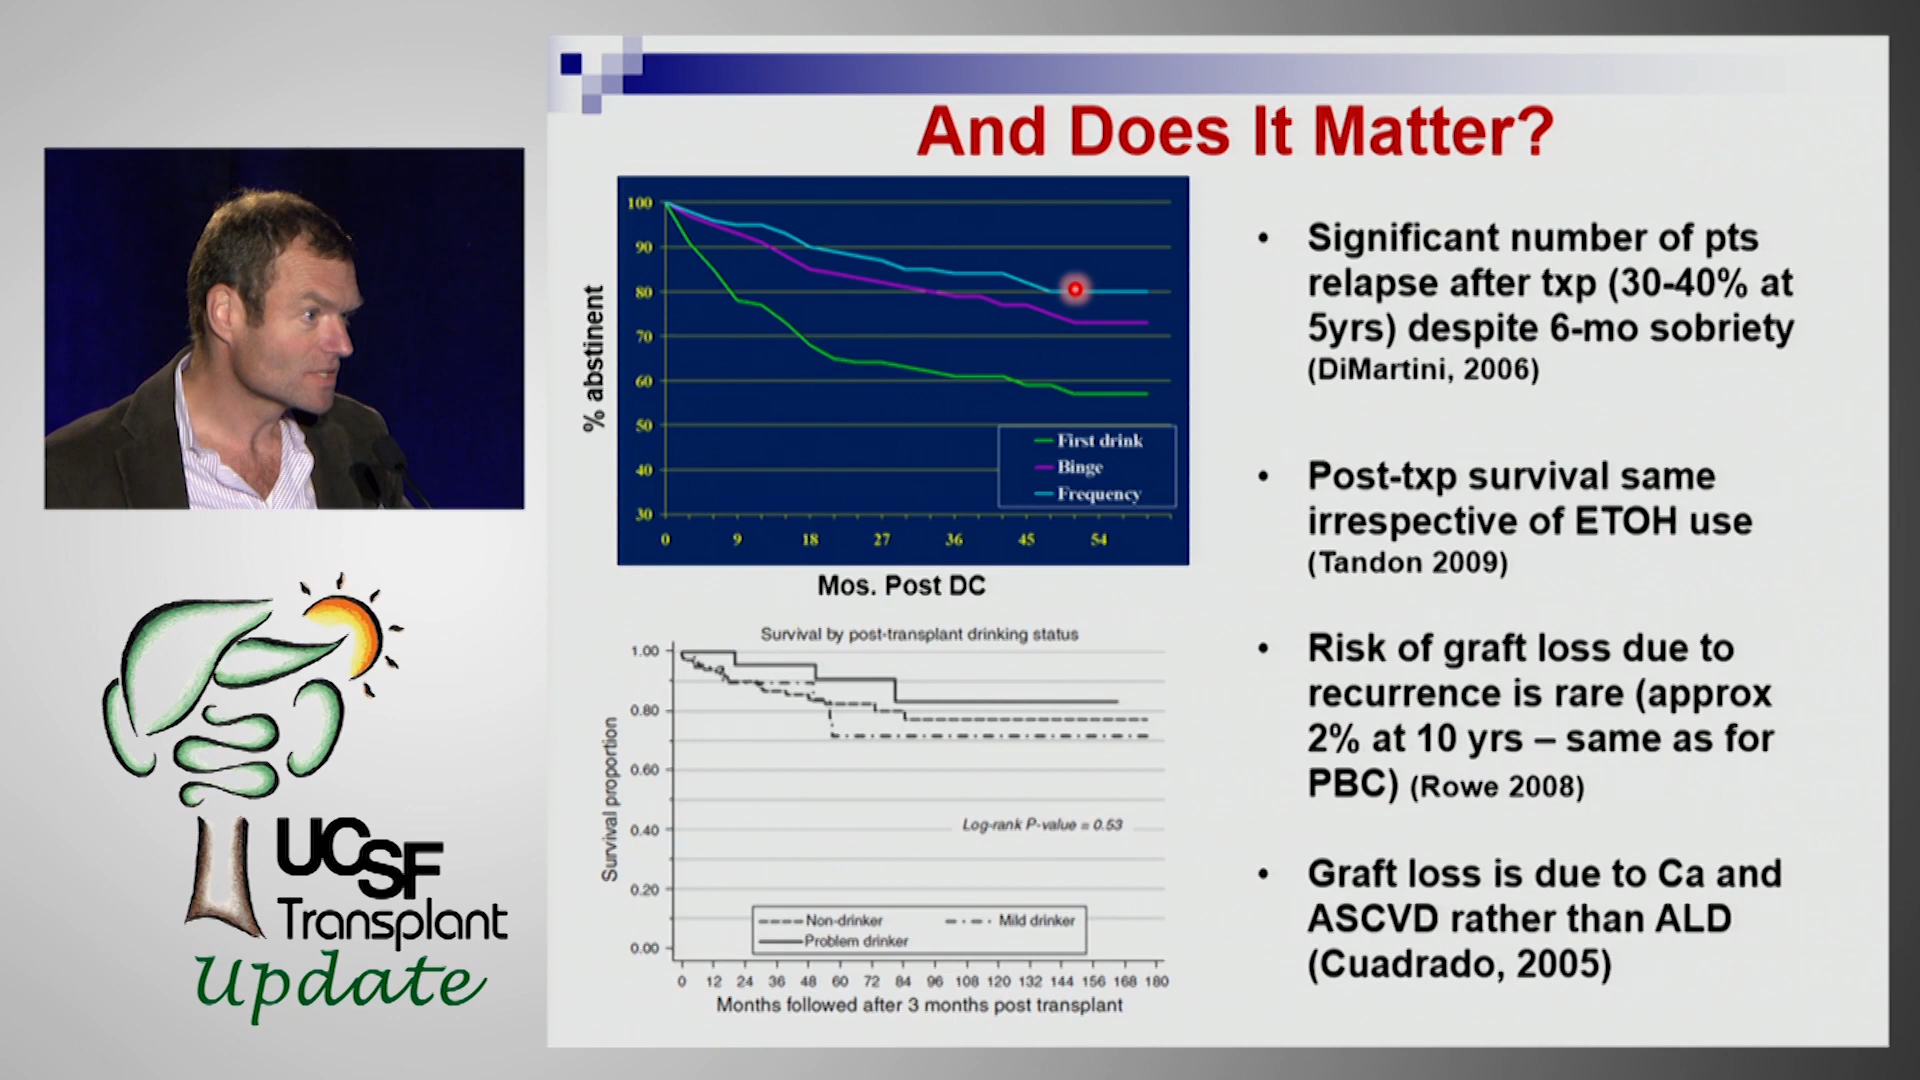 And Does It Matter?
100
90
80
70
60
50
40
30
% abstinent
First drink
Binge
Frequency
0 9 18 27 36 45 54
Mos. Post DC
Survival by post-transplant drinking status
1.00
0.80
0.60
0.40
0.20
0.00
Survival proportion
Log-rank P-value = 0.53
Non-drinker Mild drinker
Problem drinker
0 12 24 36 48 60 72 84 96 108 120 132 144 156 168 180
Months followed after 3 months post transplant
• Significant number of pts
relapse after txp (30-40% at
5yrs) despite 6-mo sobriety
(DiMartini, 2006)
• Post-txp survival same
irrespective of ETOH use
(Tandon 2009)
• Risk of graft loss due to
recurrence is rare (approx
2% at 10 yrs – same as for
PBC) (Rowe 2008)
• Graft loss is due to Ca and
ASCVD rather than ALD
(Cuadrado, 2005)
UCSF
Transplant
Update